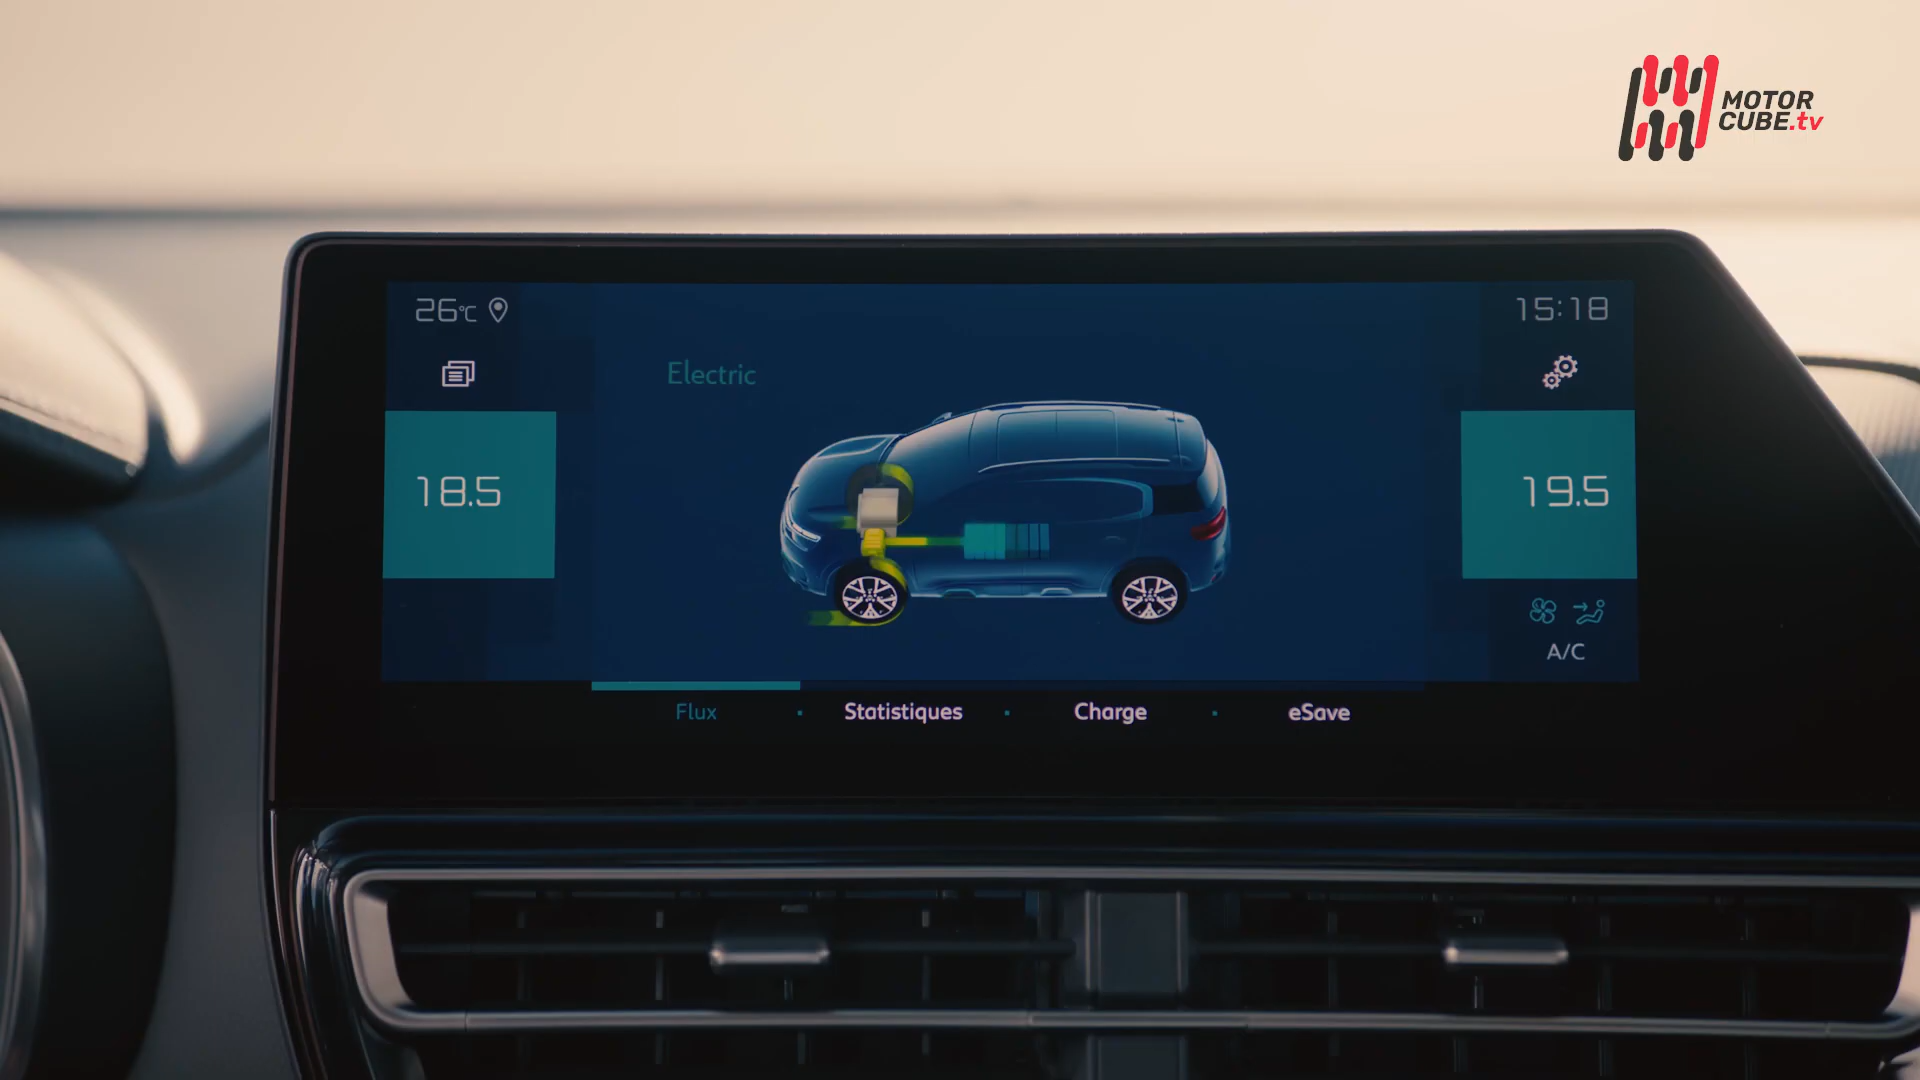 MOTOR
CUBE.tv
26°C
15:18
Electric
18.5
19.5
A/C
Flux
Statistiques
Charge
eSave